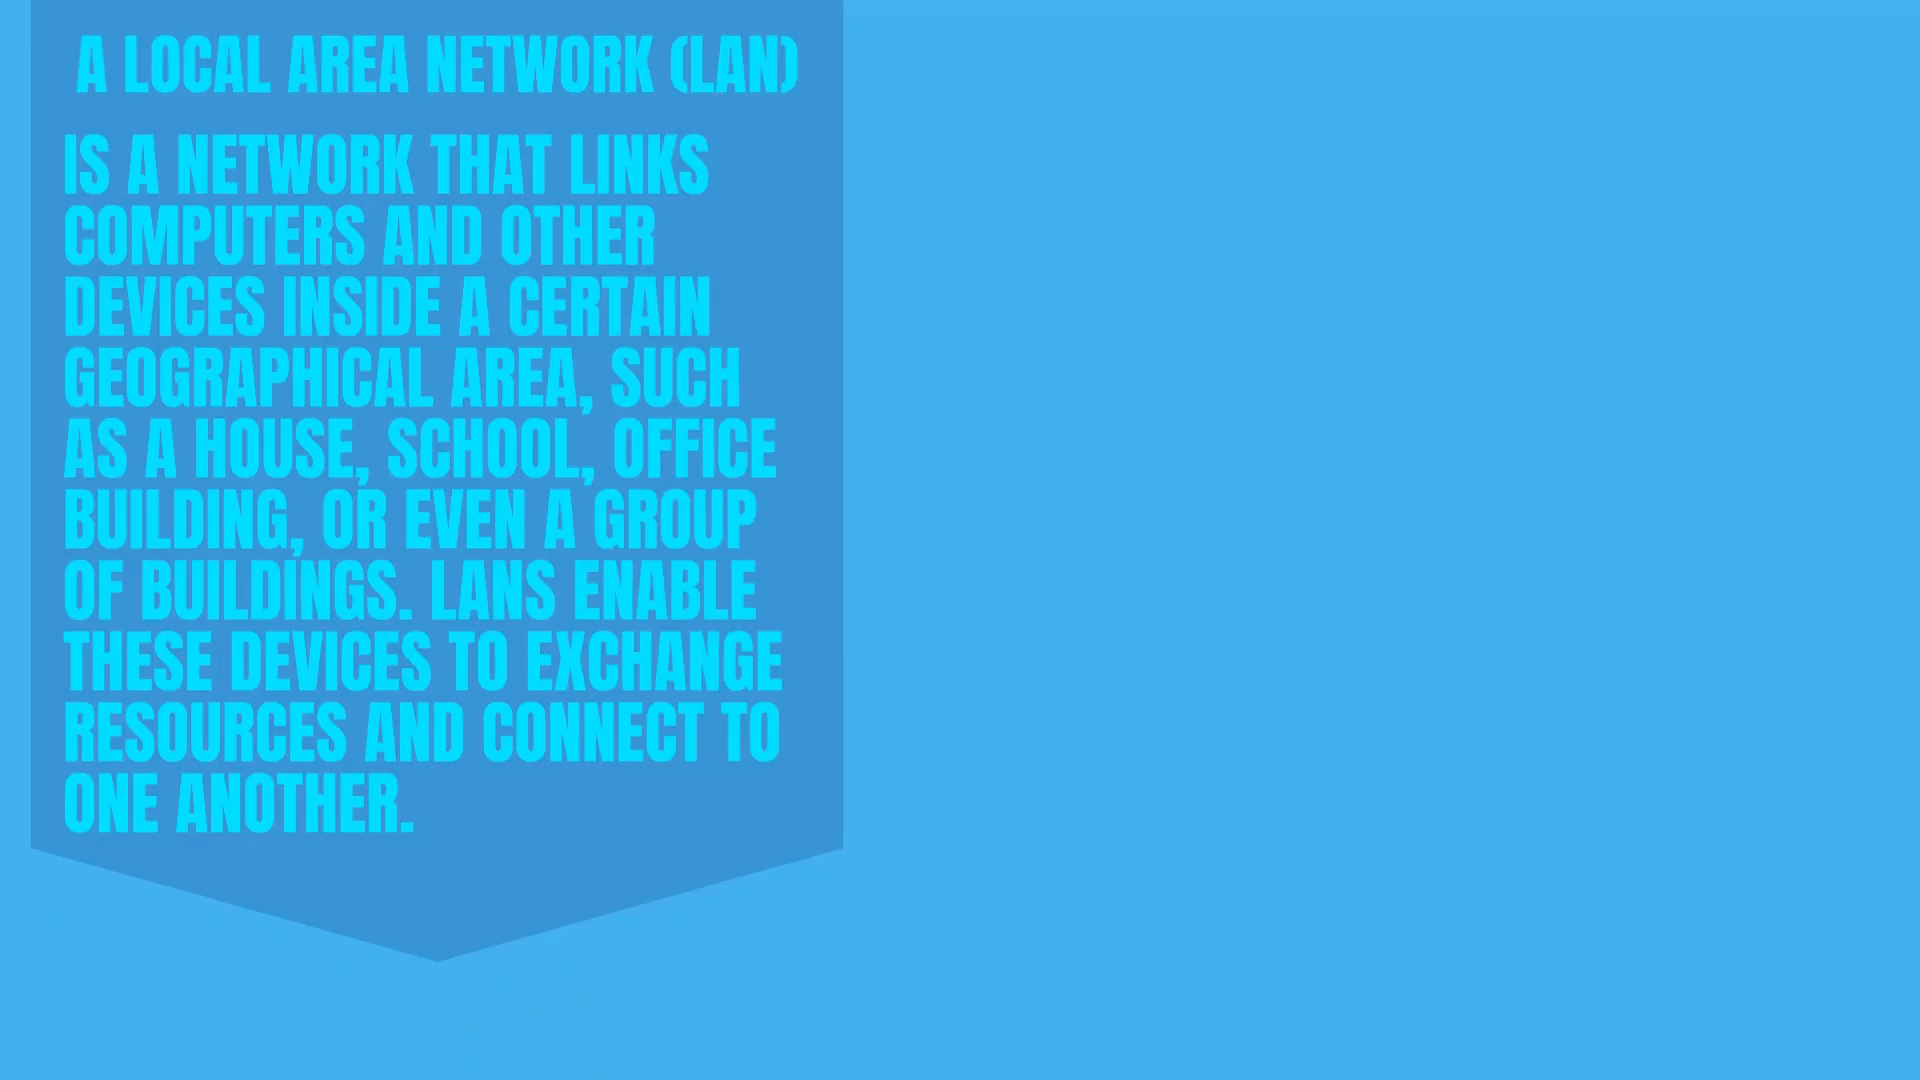 A LOCAL AREA NETWORK (LAN)
IS A NETWORK THAT LINKS
COMPUTERS AND OTHER
DEVICES INSIDE A CERTAIN
GEOGRAPHICAL AREA, SUCH
AS A HOUSE, SCHOOL, OFFICE
BUILDING, OR EVEN A GROUP
OF BUILDINGS. LANS ENABLE
THESE DEVICES TO EXCHANGE
RESOURCES AND CONNECT TO
ONE ANOTHER.